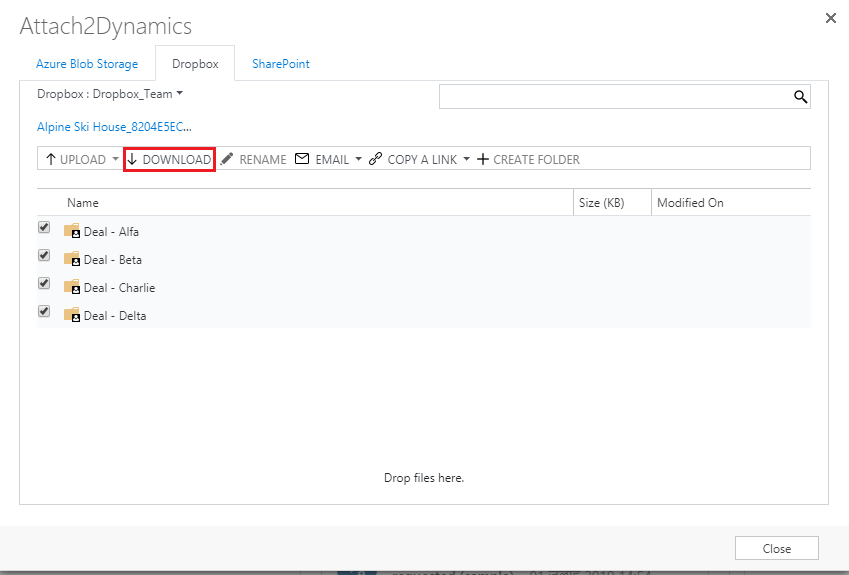 Attach2Dynamics
Azure Blob Storage Dropbox SharePoint
Dropbox : Dropbox_Team
Alpine Ski House_8204E5EC...
UPLOAD DOWNLOAD RENAME EMAIL COPY A LINK CREATE FOLDER
Name Size (KB) Modified On
Deal - Alfa
Deal - Beta
Deal - Charlie
Deal - Delta
Drop files here.
Close